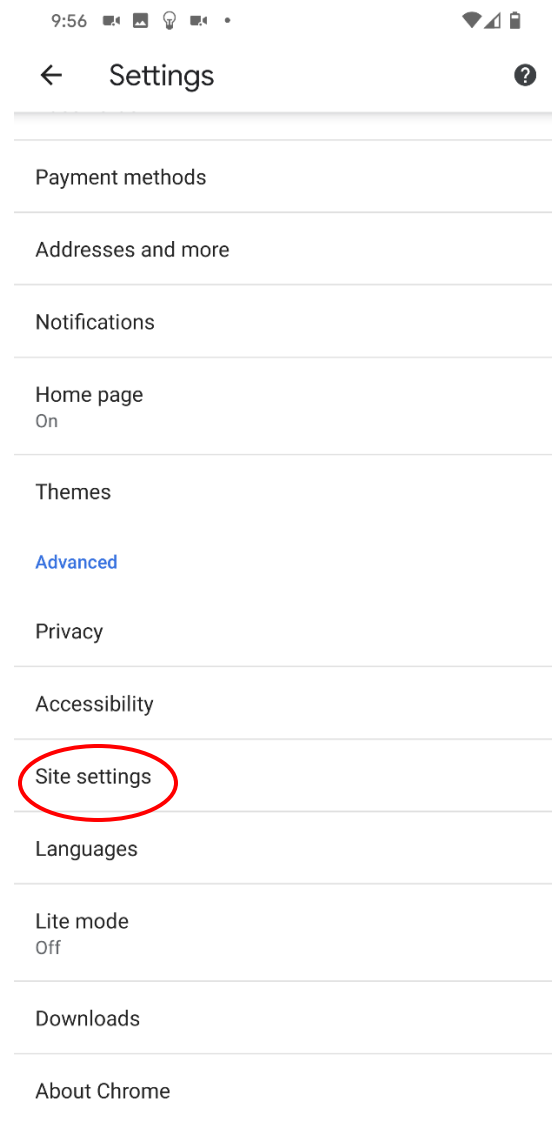 9:56
Settings
Payment methods
Addresses and more
Notifications
Home page
On
Themes
Advanced
Privacy
Accessibility
Site settings
Languages
Lite mode
Off
Downloads
About Chrome